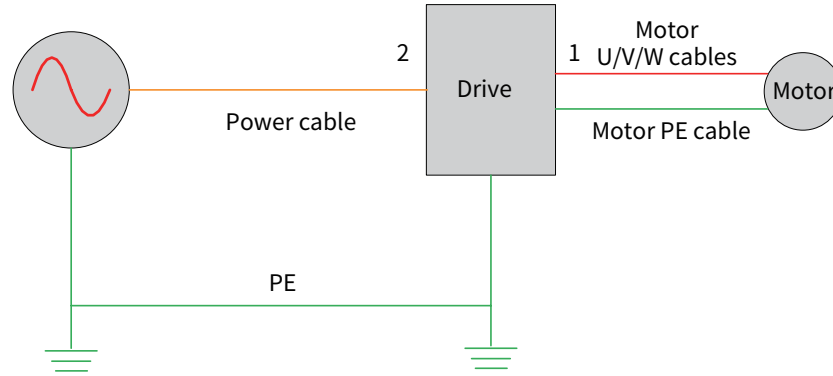 Motor
U/V/W cables
2
1
Drive
Motor
Power cable
Motor PE cable
PE